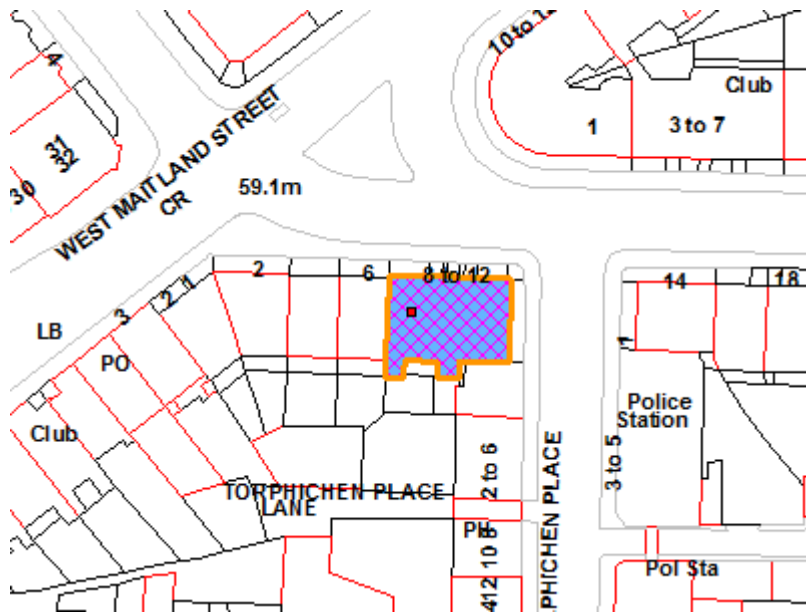 10 to 12
4
Club
1
3 to 7
31
32
30
WEST MAITLAND STREET
CR
59.1m
2
6
8 to 12
14
18
1
2
3
LB
PO
1
Club
Police
Station
3 to 5
2 to 6
TORPHICHEN PLACE
LANE
PH
8
10
PHICHEN PLACE
Pol Sta
412